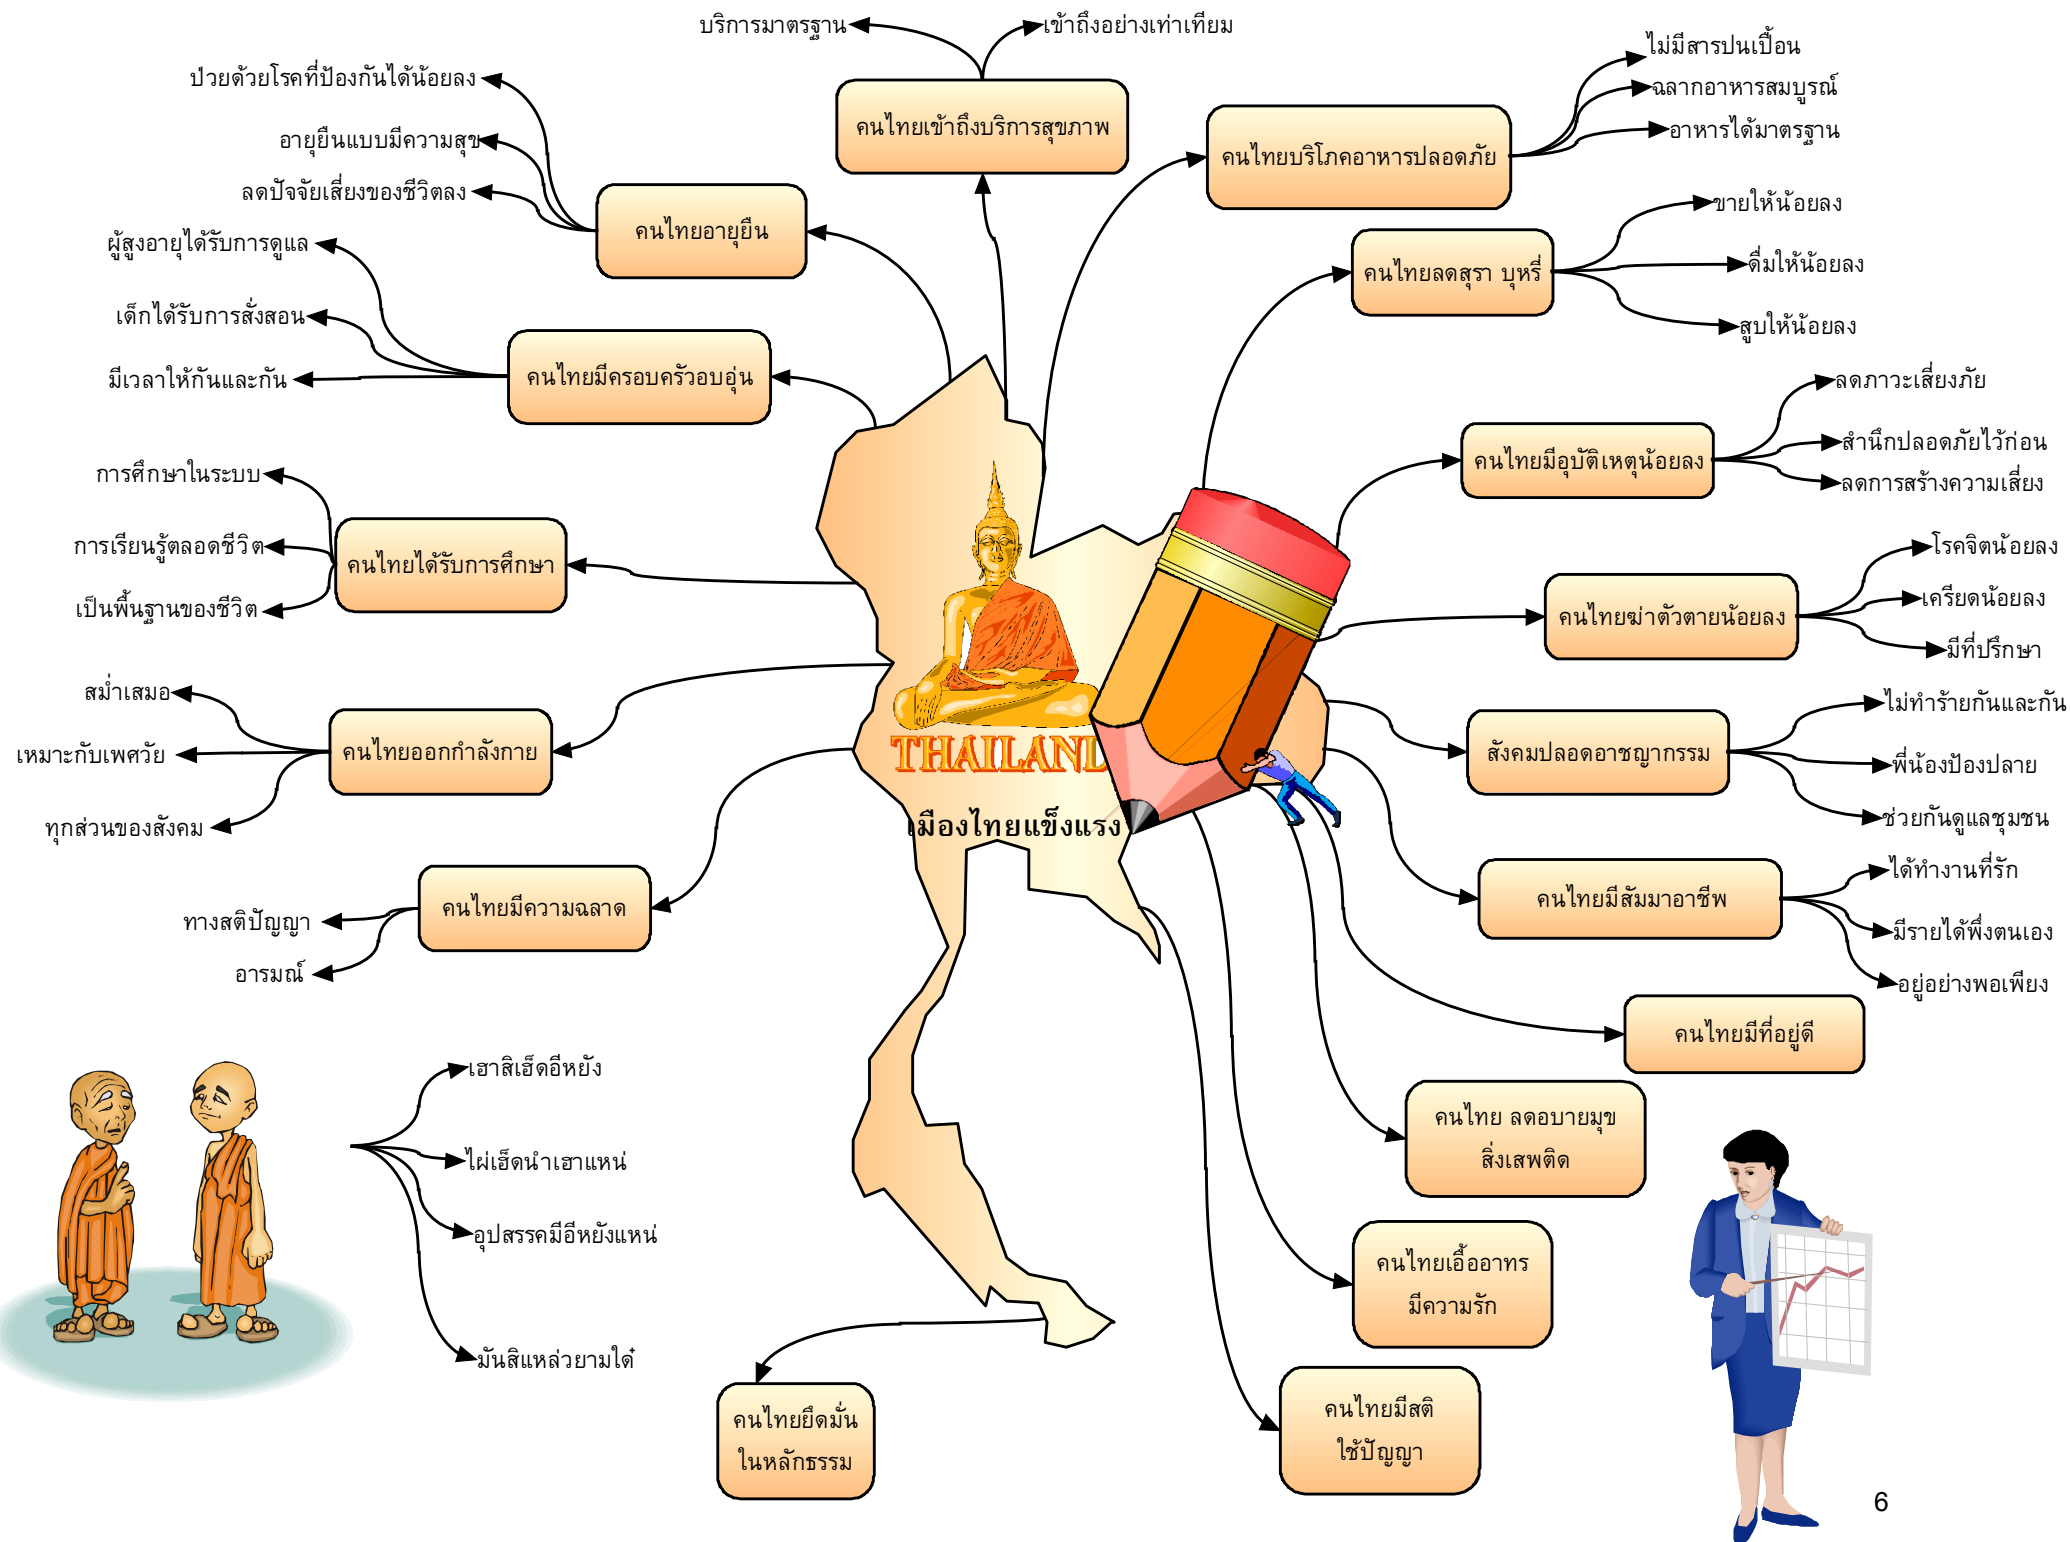 บริการมาตรฐาน
เข้าถึงอย่างเท่าเทียม
คนไทยเข้าถึงบริการสุขภาพ
ป่วยด้วยโรคที่ป้องกันได้น้อยลง
อายุยืนแบบมีความสุข
ลดปัจจัยเสี่ยงของชีวิตลง
คนไทยอายุยืน
ผู้สูงอายุได้รับการดูแล
เด็กได้รับการสั่งสอน
มีเวลาให้กันและกัน
คนไทยมีครอบครัวอบอุ่น
การศึกษาในระบบ
การเรียนรู้ตลอดชีวิต
เป็นพื้นฐานของชีวิต
คนไทยได้รับการศึกษา
สม่ำเสมอ
เหมาะกับเพศวัย
ทุกส่วนของสังคม
คนไทยออกกำลังกาย
ทางสติปัญญา
อารมณ์
คนไทยมีความฉลาด
ไม่มีสารปนเปื้อน
ฉลากอาหารสมบูรณ์
อาหารได้มาตรฐาน
คนไทยบริโภคอาหารปลอดภัย
ขายให้น้อยลง
ดื่มให้น้อยลง
สูบให้น้อยลง
คนไทยลดสุรา บุหรี่
ลดภาวะเสี่ยงภัย
สำนึกปลอดภัยไว้ก่อน
ลดการสร้างความเสี่ยง
คนไทยมีอุบัติเหตุน้อยลง
โรคจิตน้อยลง
เครียดน้อยลง
มีที่ปรึกษา
คนไทยฆ่าตัวตายน้อยลง
ไม่ทำร้ายกันและกัน
พี่น้องป้องปลาย
ช่วยกันดูแลชุมชน
สังคมปลอดอาชญากรรม
ได้ทำงานที่รัก
มีรายได้พึ่งตนเอง
อยู่อย่างพอเพียง
คนไทยมีสัมมาอาชีพ
คนไทยมีที่อยู่ดี
คนไทย ลดอบายมุข
สิ่งเสพติด
คนไทยเอื้ออาทร
มีความรัก
คนไทยมีสติ
ใช้ปัญญา
คนไทยยึดมั่น
ในหลักธรรม
THAILAND
เมืองไทยแข็งแรง
เฮาสิเฮ็ดอีหยัง
ไผ่เฮ็ดนำเฮาแหน่
อุปสรรคมีอีหยังแหน่
มันสิแหล่วยามใด๋
6